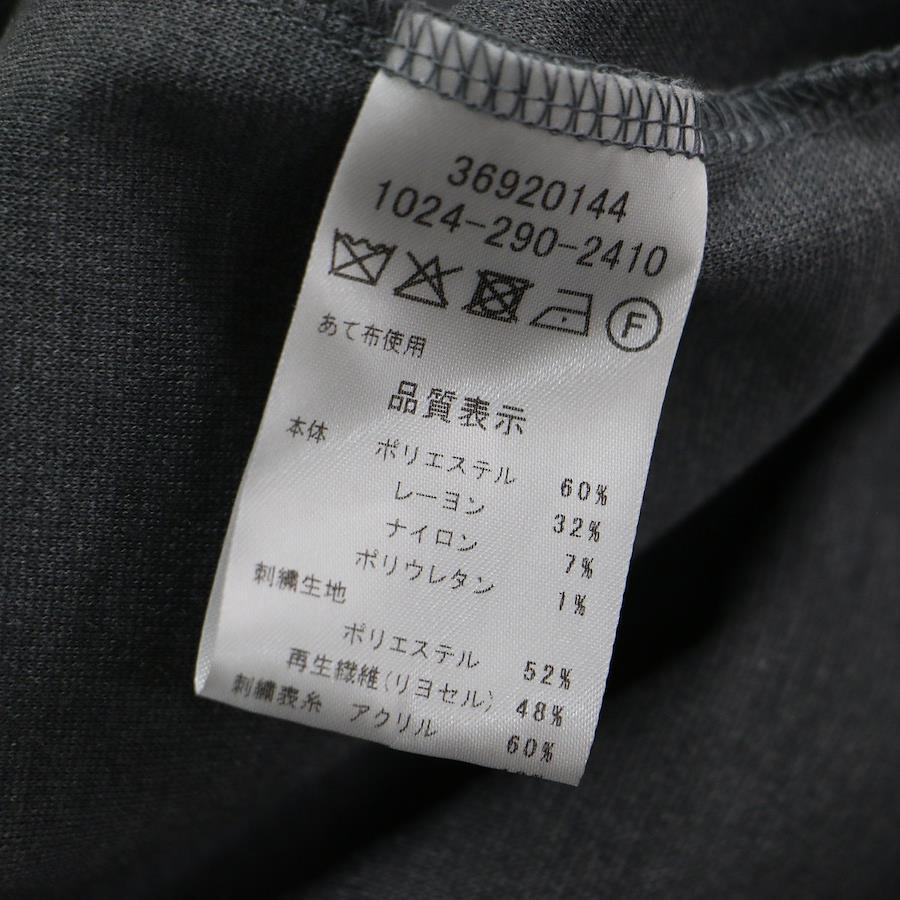 36920144
1024-290-2410
F
あて布使用
品質表示
本体 ポリエステル 60%
レーヨン 32%
ナイロン 7%
ポリウレタン 1%
刺繍生地
ポリエステル 52%
再生繊維(リヨセル) 48%
刺繍表糸 アクリル 60%